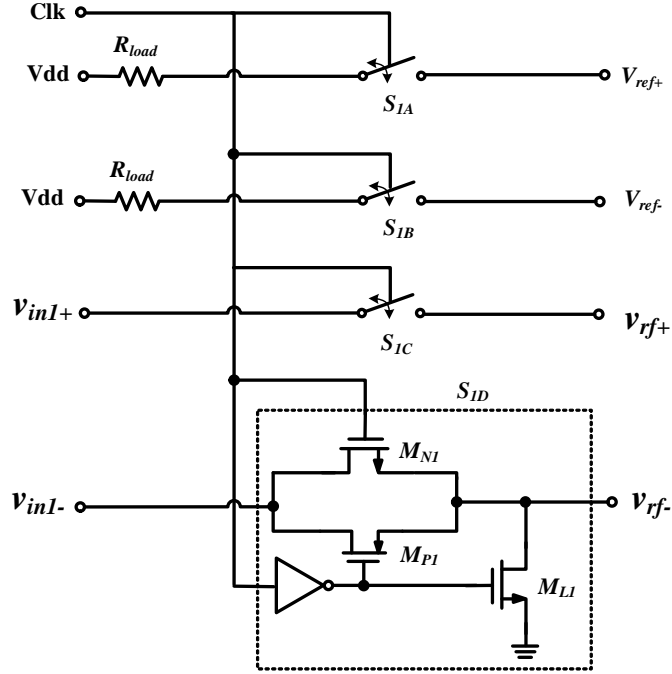 Clk
R_load
Vdd
S_1A
V_ref+
R_load
Vdd
S_1B
V_ref-
v_in1+
S_1C
v_rf+
S_1D
M_N1
v_in1-
v_rf-
M_P1
M_L1